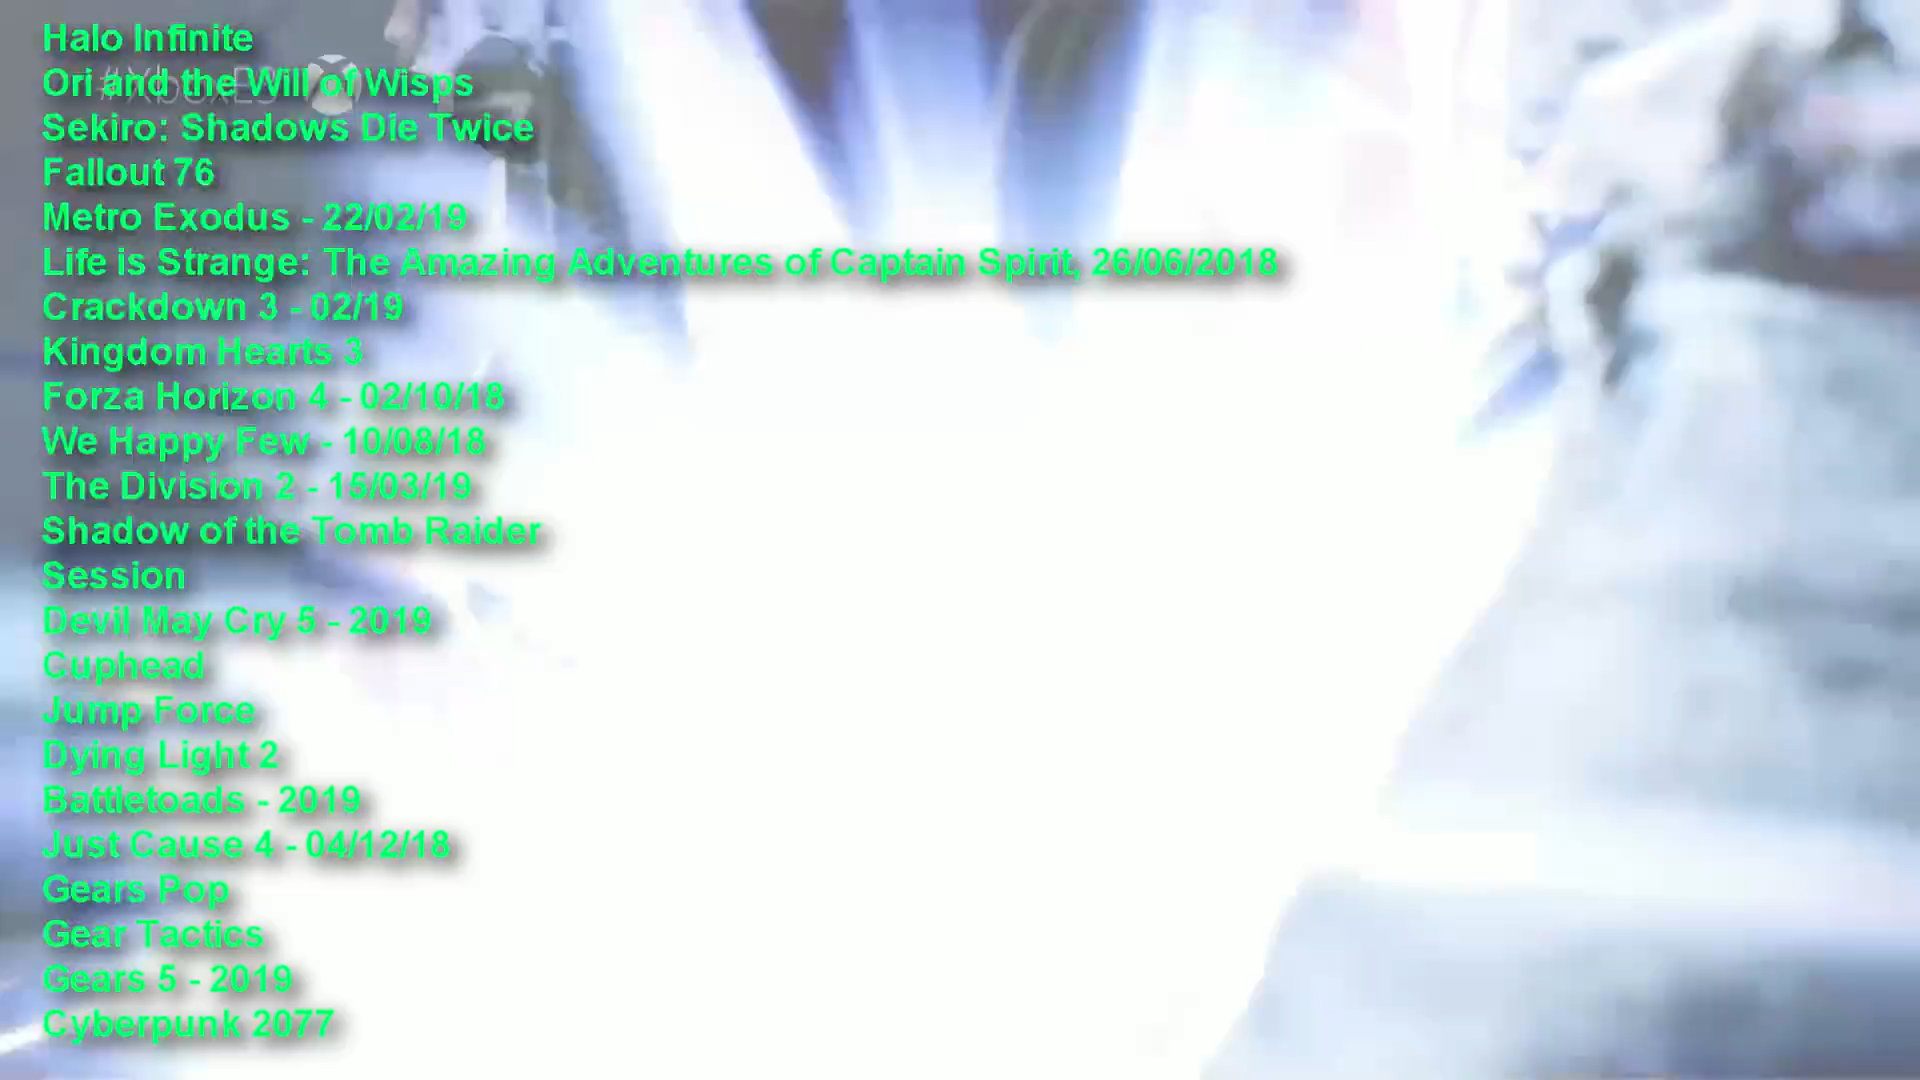 Halo Infinite
#XboxE3
Ori and the Will of Wisps
Sekiro: Shadows Die Twice
Fallout 76
Metro Exodus - 22/02/19
Life is Strange: The Amazing Adventures of Captain Spirit, 26/06/2018
Crackdown 3 - 02/19
Kingdom Hearts 3
Forza Horizon 4 - 02/10/18
We Happy Few - 10/08/18
The Division 2 - 15/03/19
Shadow of the Tomb Raider
Session
Devil May Cry 5 - 2019
Cuphead
Jump Force
Dying Light 2
Battletoads - 2019
Just Cause 4 - 04/12/18
Gears Pop
Gear Tactics
Gears 5 - 2019
Cyberpunk 2077